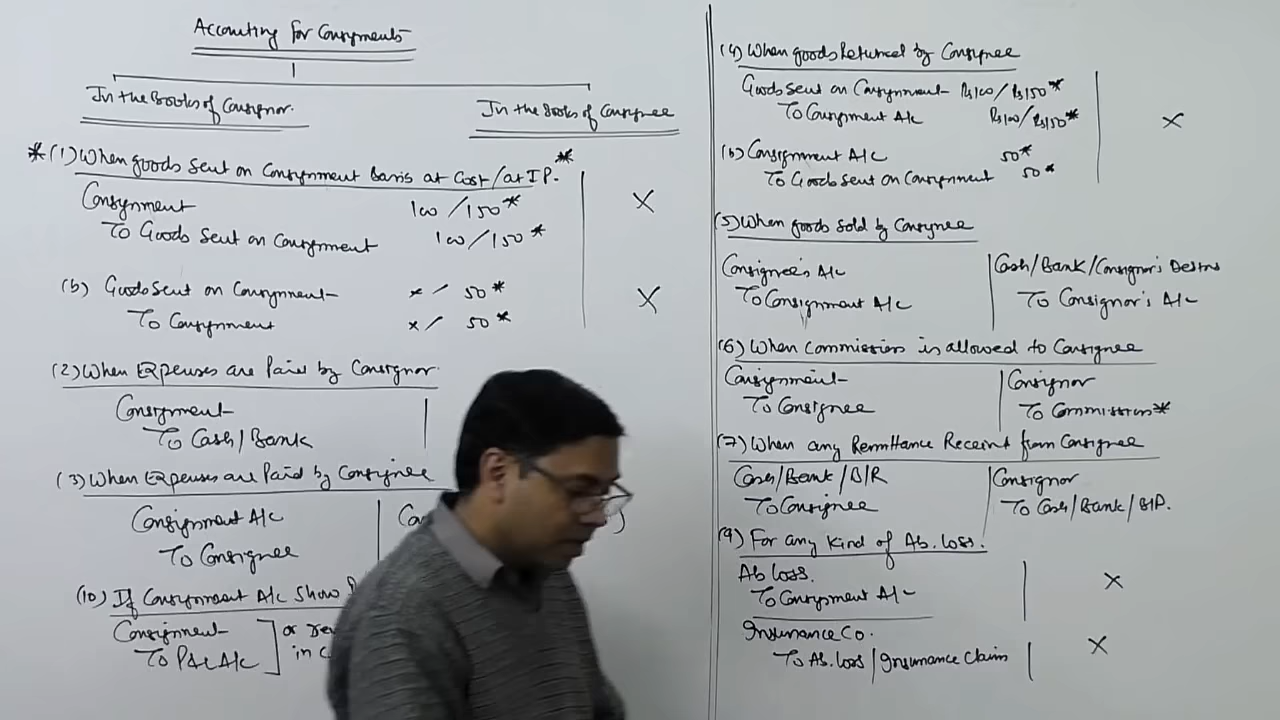 Accounting for Consignments
In the Books of Consignor.
In the Books of Consignee
*(1) When goods sent on Consignment Basis at Cost/at IP.*
Consignment 100/150*
To Goods Sent on Consignment 100/150*
X
(b) Goods Sent on Consignment x/ 50*
To Consignment x/ 50*
X
(2) When Expenses are Paid by Consignor.
Consignment
To Cash/Bank
(3) When Expenses are Paid by Consignee
Consignment A/c
To Consignee
(10) If Consignment A/c Show
Consignment
To P&L A/c
or
in
(4) When goods Returned by Consignee
Goods sent on Consignment Rs100/Rs150*
To Consignment A/c Rs100/Rs150*
X
(b) Consignment A/c 50*
To Goods sent on Consignment 50*
(5) When goods sold by Consignee
Consignee's A/c
To Consignment A/c
Cash/Bank/Consignor's Debtors
To Consignor's A/c
(6) When Commission is allowed to Consignee
Consignment
To Consignee
Consignor
To Commission*
(7) When any Remittance Receint from Consignee
Cash/Bank/B/R
To Consignee
Consignor
To Cash/Bank/B/P.
(9) For any kind of Ab. loss.
Ab loss.
To Consignment A/c
X
Insurance Co.
To Ab. loss/Insurance Claim
X